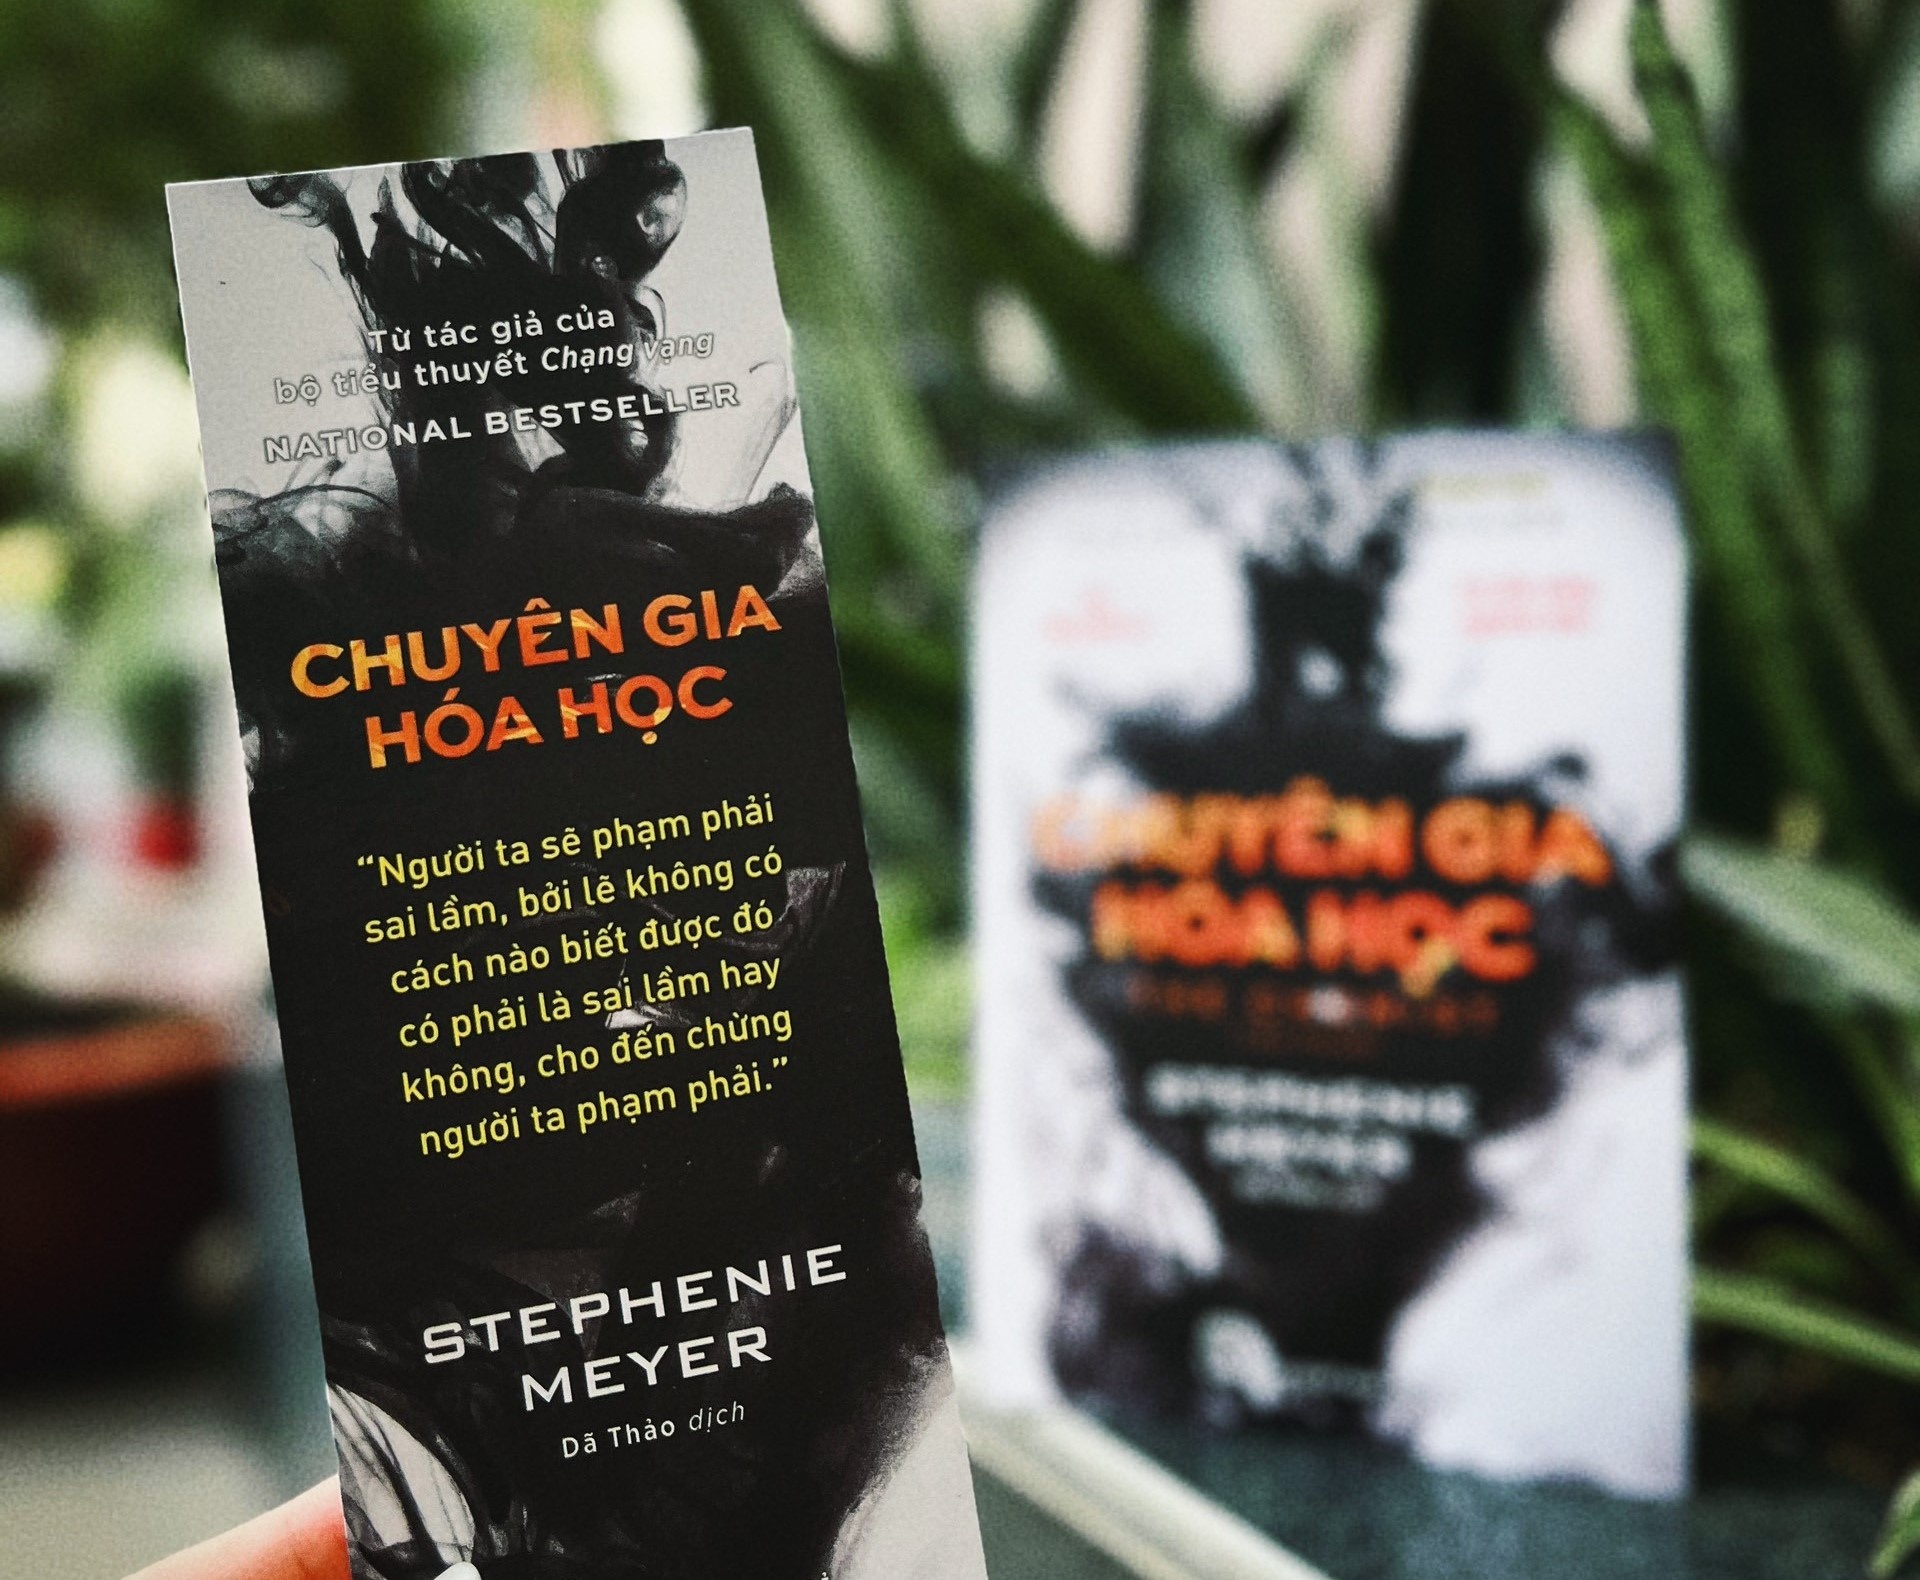 Từ tác giả của
bộ tiểu thuyết Chạng vạng
NATIONAL BESTSELLER
CHUYÊN GIA
HÓA HỌC
“Người ta sẽ phạm phải
sai lầm, bởi lẽ không có
cách nào biết được đó
có phải là sai lầm hay
không, cho đến chừng
người ta phạm phải.”
STEPHENIE
MEYER
Dã Thảo dịch
CHUYÊN GIA
HÓA HỌC
STEPHENIE
MEYER